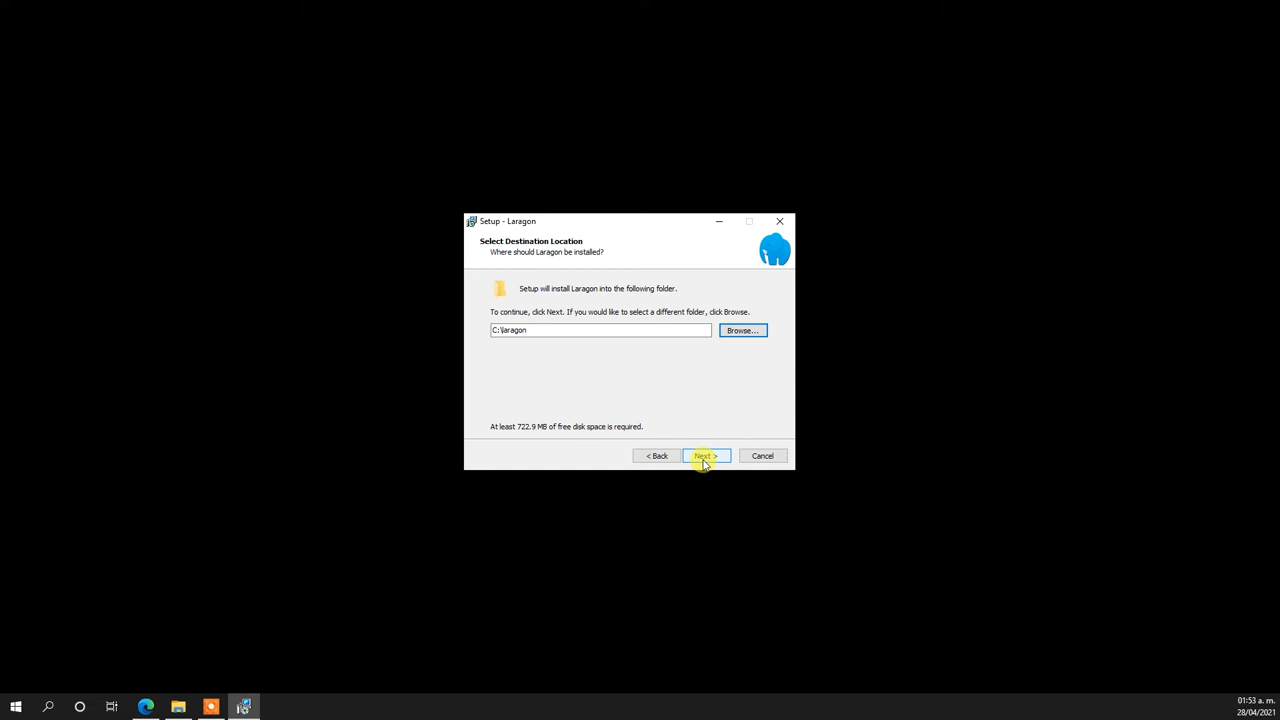 Setup - Laragon
Select Destination Location
Where should Laragon be installed?
Setup will install Laragon into the following folder.
To continue, click Next. If you would like to select a different folder, click Browse.
C:\laragon
Browse...
At least 722.9 MB of free disk space is required.
< Back
Next >
Cancel
01:53 a. m.
28/04/2021